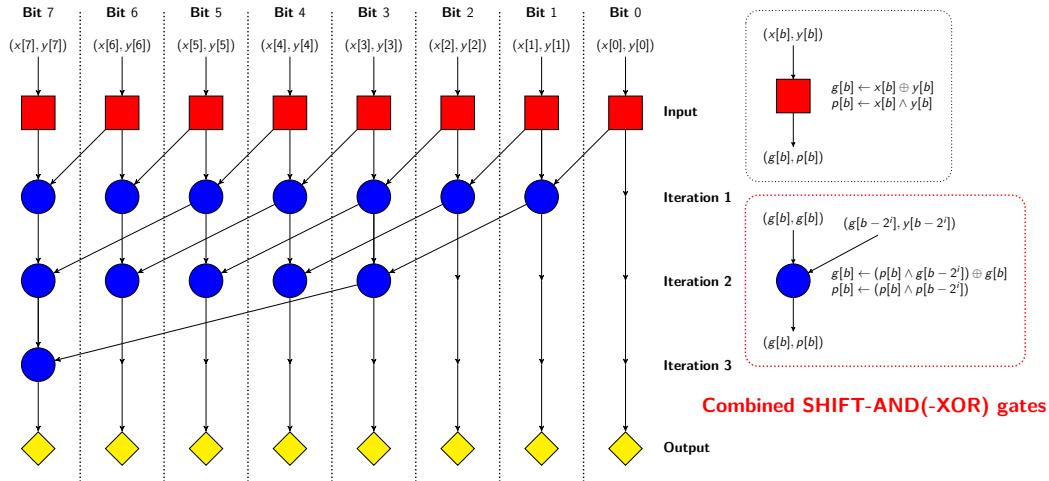 Bit 7 Bit 6 Bit 5 Bit 4 Bit 3 Bit 2 Bit 1 Bit 0
(x[7], y[7]) (x[6], y[6]) (x[5], y[5]) (x[4], y[4]) (x[3], y[3]) (x[2], y[2]) (x[1], y[1]) (x[0], y[0])
Input
Iteration 1
Iteration 2
Iteration 3
Output
(x[b], y[b])
g[b] ← x[b] ⊕ y[b]
p[b] ← x[b] ∧ y[b]
(g[b], p[b])
(g[b], g[b])
(g[b − 2^i], y[b − 2^i])
g[b] ← (p[b] ∧ g[b − 2^i]) ⊕ g[b]
p[b] ← (p[b] ∧ p[b − 2^i])
(g[b], p[b])
Combined SHIFT-AND(-XOR) gates